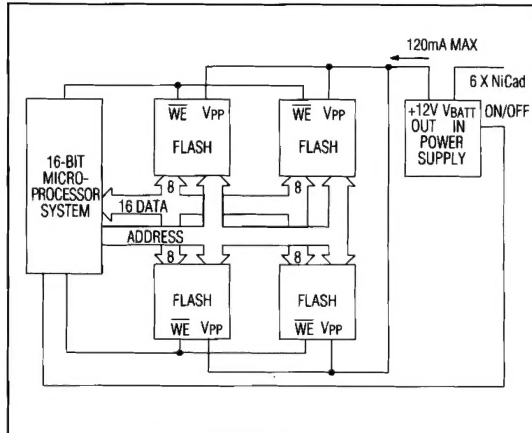 120mA MAX
6 X NiCad
+12V VBATT ON/OFF
OUT IN
POWER
SUPPLY
WE VPP
FLASH
WE VPP
FLASH
16-BIT
MICRO-
PROCESSOR
SYSTEM
8
8
16 DATA
ADDRESS
8
8
FLASH
WE VPP
FLASH
WE VPP